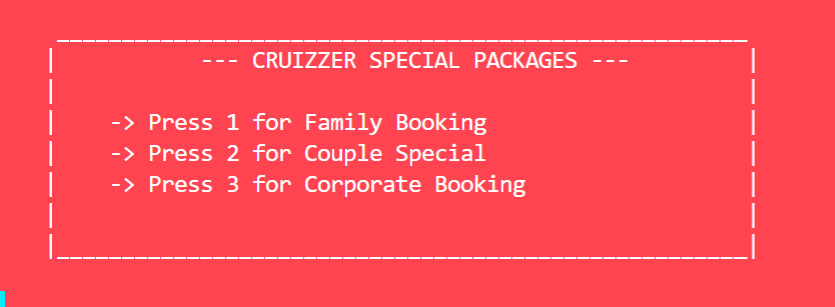 --- CRUIZZER SPECIAL PACKAGES ---
-> Press 1 for Family Booking
-> Press 2 for Couple Special
-> Press 3 for Corporate Booking